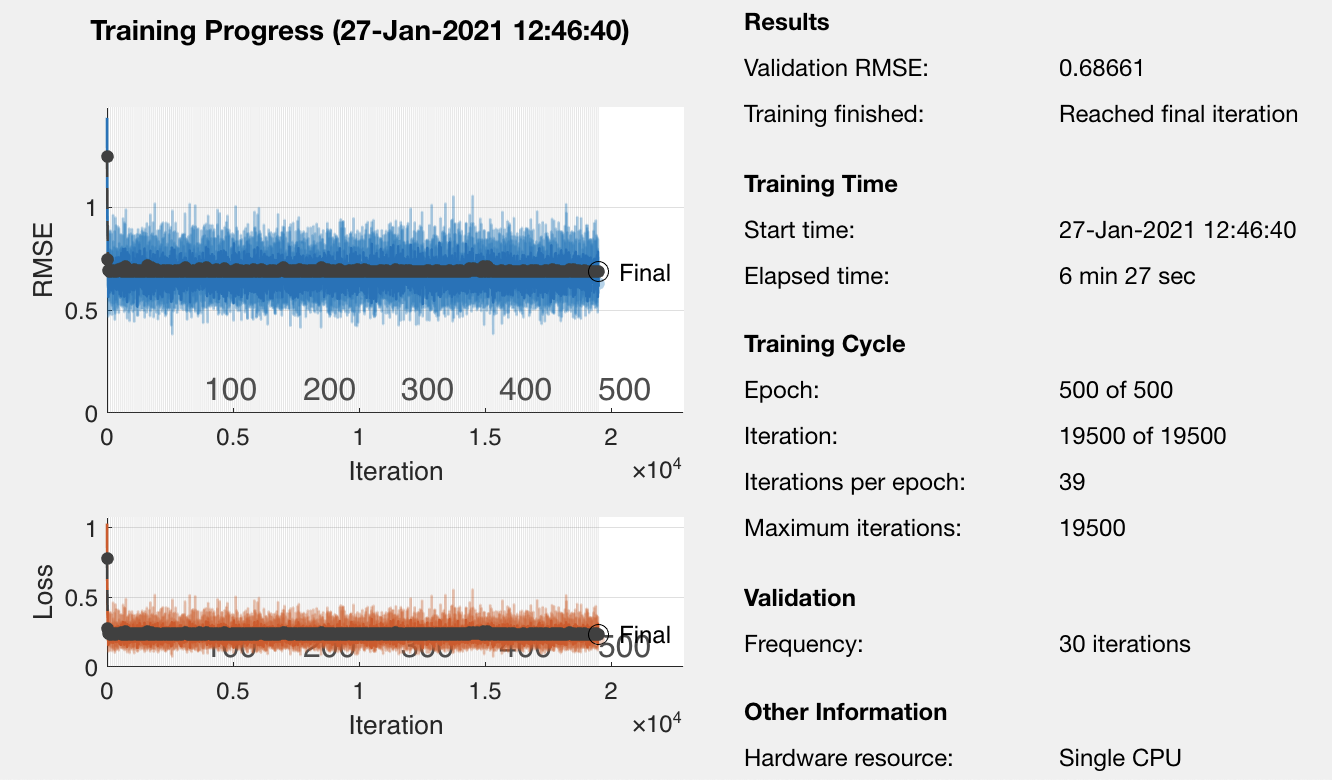 Training Progress (27-Jan-2021 12:46:40)
RMSE
1
0.5
0
100 200 300 400 500
Final
0 0.5 1 1.5 2
Iteration
×10⁴
Loss
1
0.5
0
100 200 300 400 500
Final
0 0.5 1 1.5 2
Iteration
×10⁴
Results
Validation RMSE: 0.68661
Training finished: Reached final iteration
Training Time
Start time: 27-Jan-2021 12:46:40
Elapsed time: 6 min 27 sec
Training Cycle
Epoch: 500 of 500
Iteration: 19500 of 19500
Iterations per epoch: 39
Maximum iterations: 19500
Validation
Frequency: 30 iterations
Other Information
Hardware resource: Single CPU